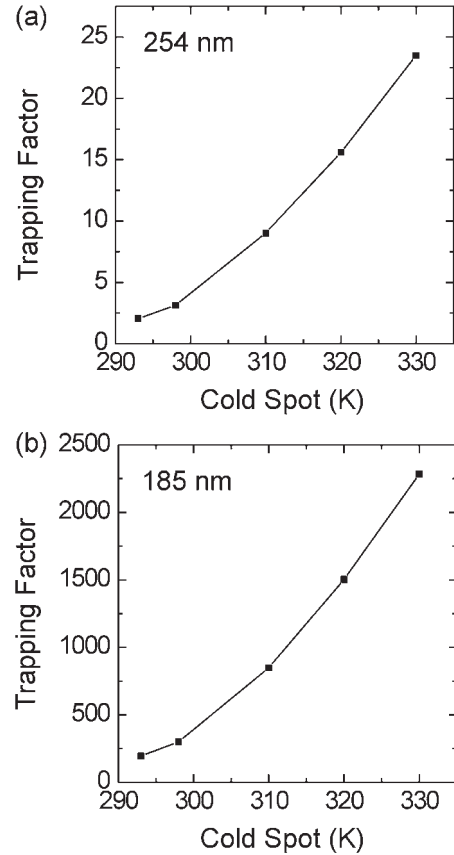 (a)
254 nm
25
20
15
10
5
0
Trapping Factor
290 300 310 320 330
Cold Spot (K)
(b)
185 nm
2500
2000
1500
1000
500
0
Trapping Factor
290 300 310 320 330
Cold Spot (K)